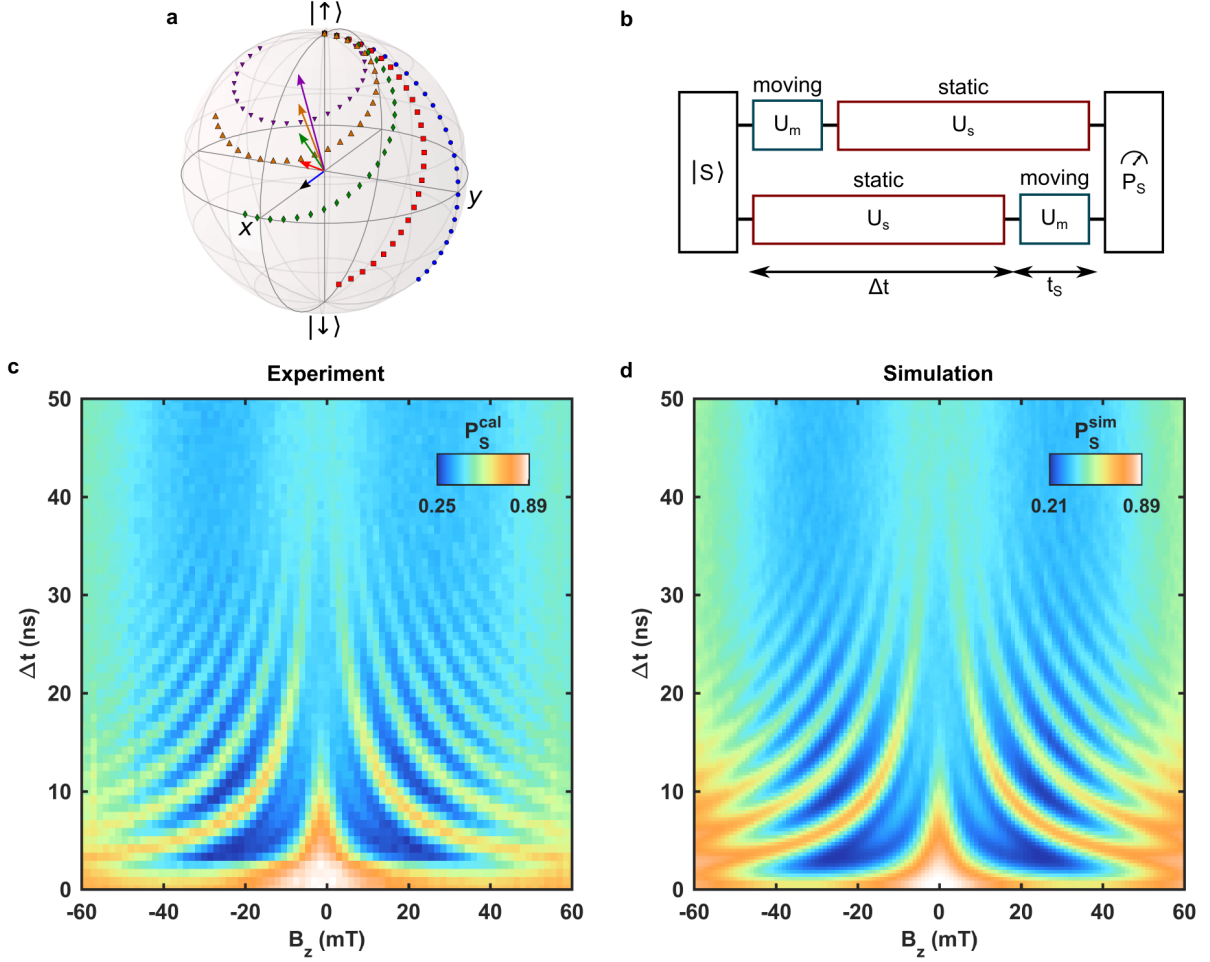 a
|↑⟩
x
y
|↓⟩
b
moving
static
U_m
U_s
|S⟩
P_S
static
moving
U_s
U_m
Δt
t_S
c
Experiment
50
40
30
20
10
0
Δt (ns)
P_S^cal
0.25
0.89
-60
-40
-20
0
20
40
60
B_z (mT)
d
Simulation
50
40
30
20
10
0
Δt (ns)
P_S^sim
0.21
0.89
-60
-40
-20
0
20
40
60
B_z (mT)